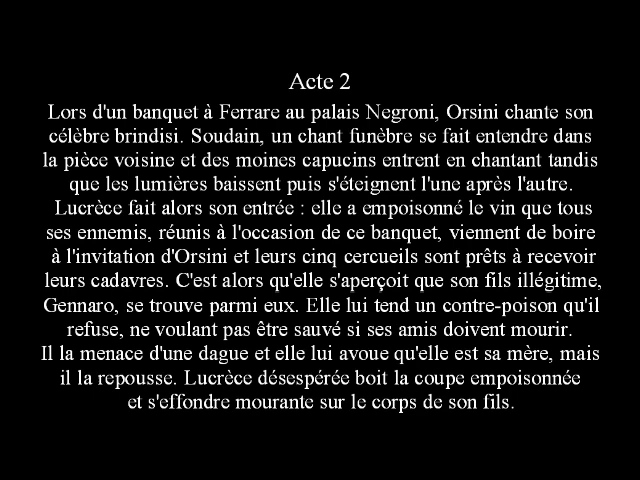 Acte 2
Lors d'un banquet à Ferrare au palais Negroni, Orsini chante son
célèbre brindisi. Soudain, un chant funèbre se fait entendre dans
la pièce voisine et des moines capucins entrent en chantant tandis
que les lumières baissent puis s'éteignent l'une après l'autre.
Lucrèce fait alors son entrée : elle a empoisonné le vin que tous
ses ennemis, réunis à l'occasion de ce banquet, viennent de boire
à l'invitation d'Orsini et leurs cinq cercueils sont prêts à recevoir
leurs cadavres. C'est alors qu'elle s'aperçoit que son fils illégitime,
Gennaro, se trouve parmi eux. Elle lui tend un contre-poison qu'il
refuse, ne voulant pas être sauvé si ses amis doivent mourir.
Il la menace d'une dague et elle lui avoue qu'elle est sa mère, mais
il la repousse. Lucrèce désespérée boit la coupe empoisonnée
et s'effondre mourante sur le corps de son fils.